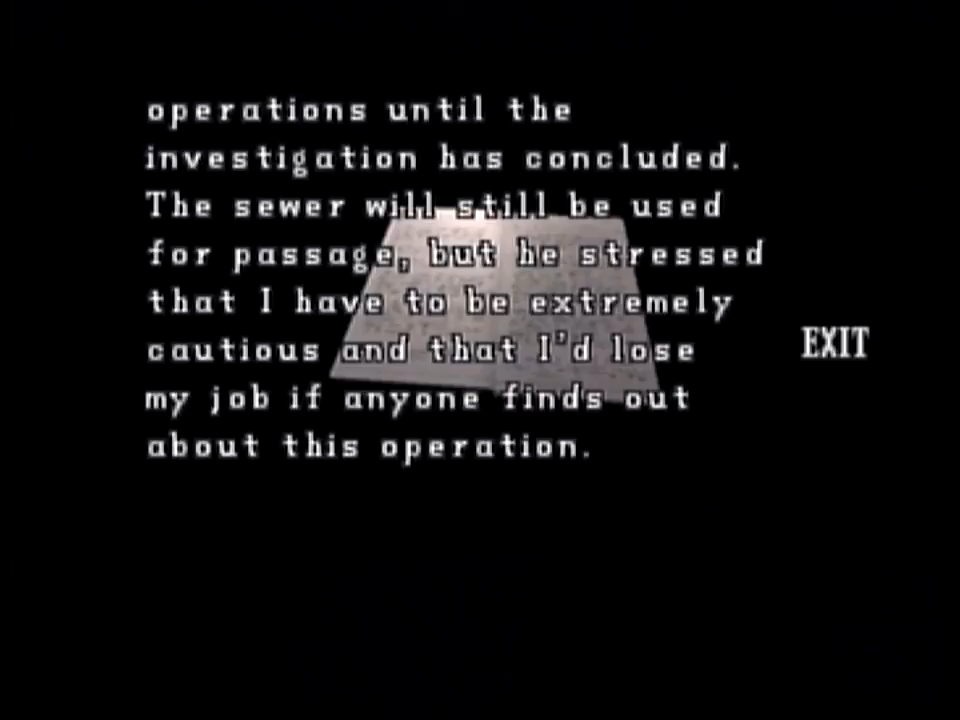 operations until the
investigation has concluded.
The sewer will still be used
for passage, but he stressed
that I have to be extremely
cautious and that I'd lose
my job if anyone finds out
about this operation.
EXIT